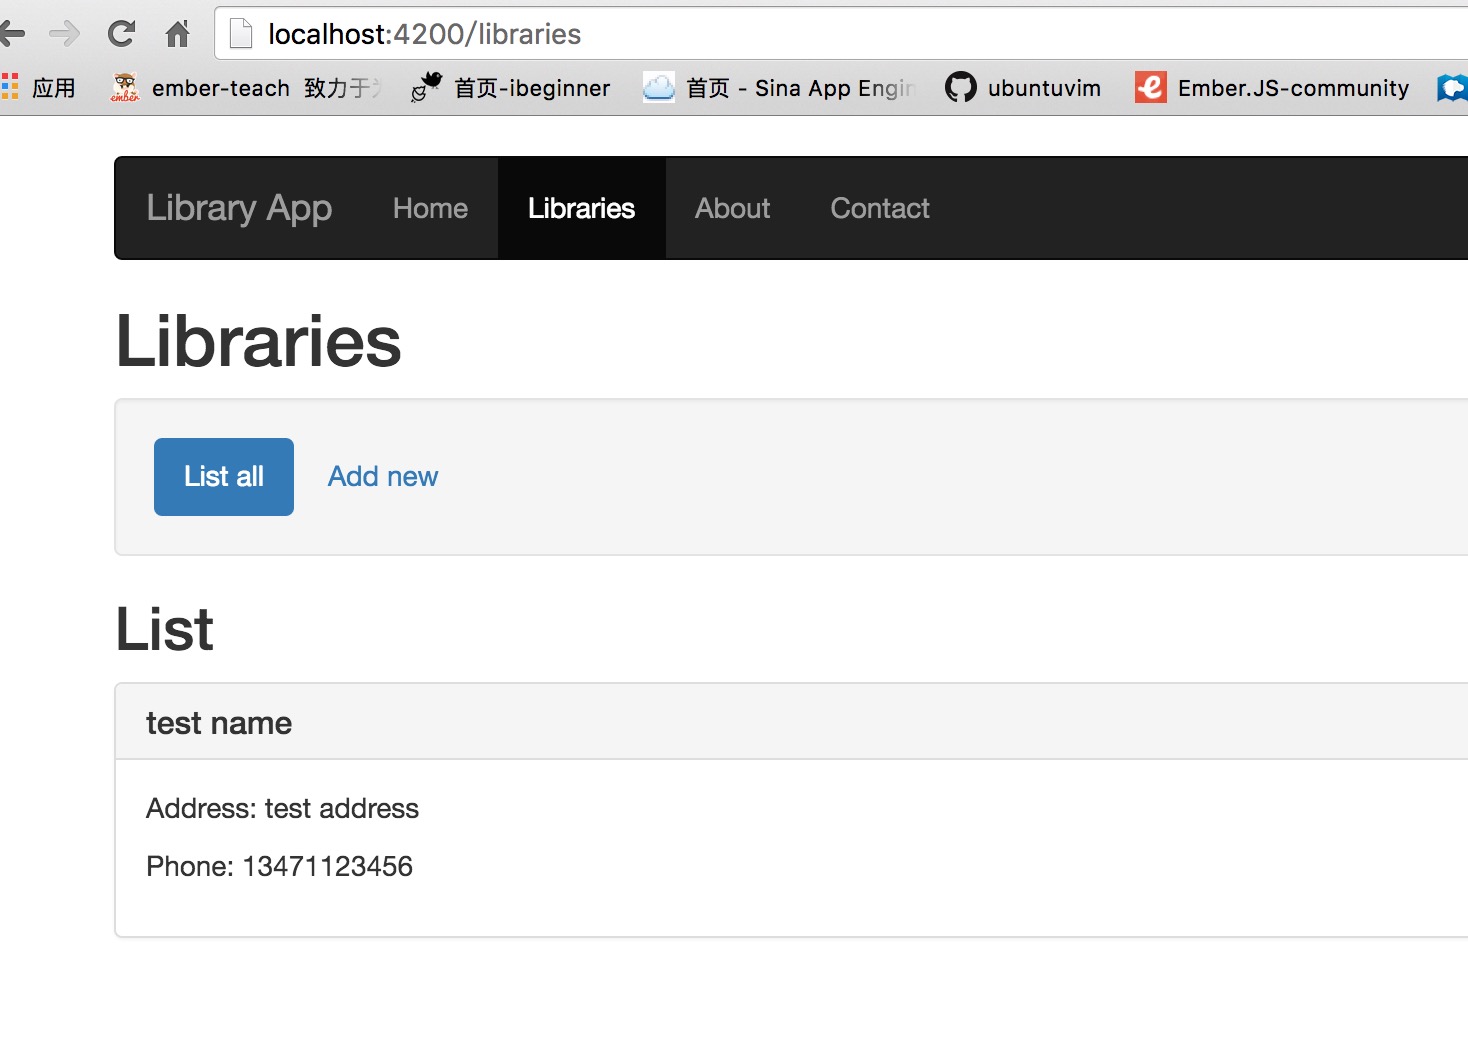 localhost:4200/libraries
应用 ember-teach 致力于 首页-ibeginner 首页 - Sina App Engin ubuntuvim Ember.JS-community
Library App Home Libraries About Contact
Libraries
List all Add new
List
test name
Address: test address
Phone: 13471123456